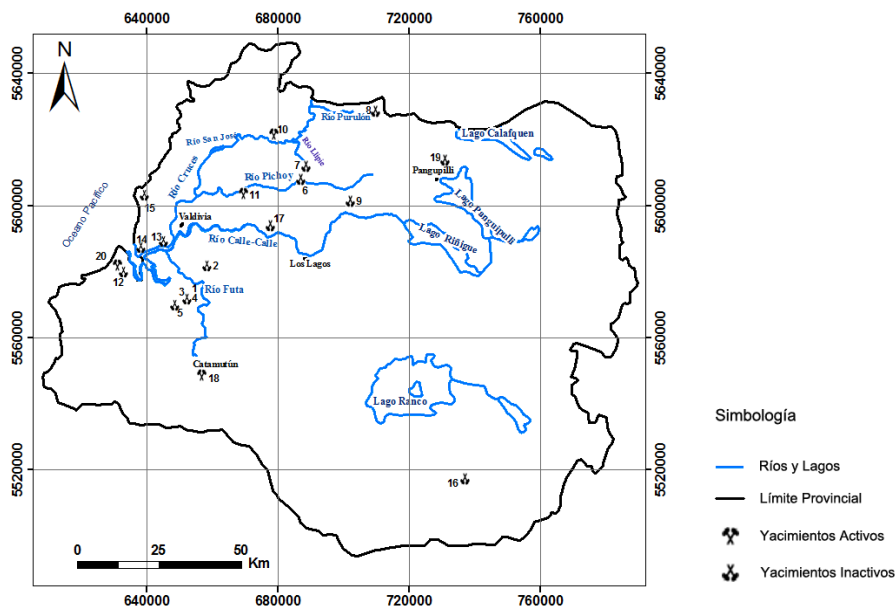 640000 680000 720000 760000
N
5640000
5640000
8
Río Purulón
10
Río San José
Lago Calafquen
Río Llipie
19
7
Río Cruces
Río Pichoy
Pangupilli
6
15
11
9
5600000
5600000
Oceano Pacífico
Valdivia
17
Lago Panguipulli
14
13
Río Calle-Calle
Lago Riñigue
20
2
Los Lagos
12
1
Río Futa
3
4
5
5560000
5560000
Catamutún
18
Lago Ranco
Simbología
Ríos y Lagos
5520000
5520000
16
Límite Provincial
Yacimientos Activos
0 25 50
Km
Yacimientos Inactivos
640000 680000 720000 760000